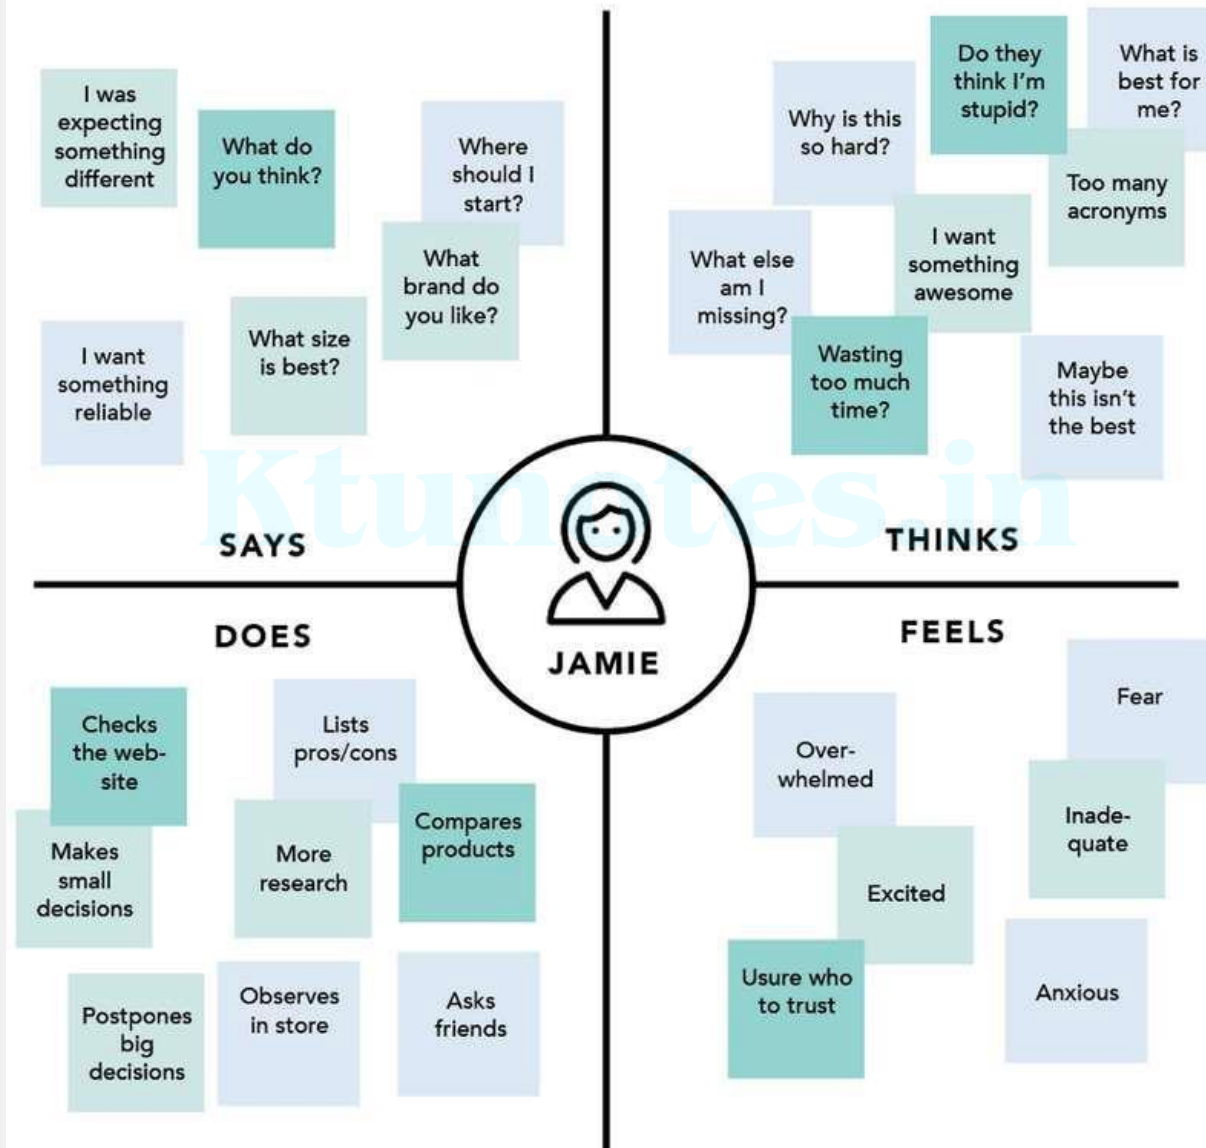 I was
expecting
something
different
What do
you think?
Where
should I
start?
What
brand do
you like?
I want
something
reliable
What size
is best?
SAYS
Why is this
so hard?
Do they
think I'm
stupid?
What is
best for
me?
Too many
acronyms
I want
something
awesome
What else
am I
missing?
Wasting
too much
time?
Maybe
this isn't
the best
THINKS
Ktunotes.in
JAMIE
DOES
Checks
the web-
site
Lists
pros/cons
Compares
products
Makes
small
decisions
More
research
Postpones
big
decisions
Observes
in store
Asks
friends
FEELS
Fear
Over-
whelmed
Inade-
quate
Excited
Usure who
to trust
Anxious